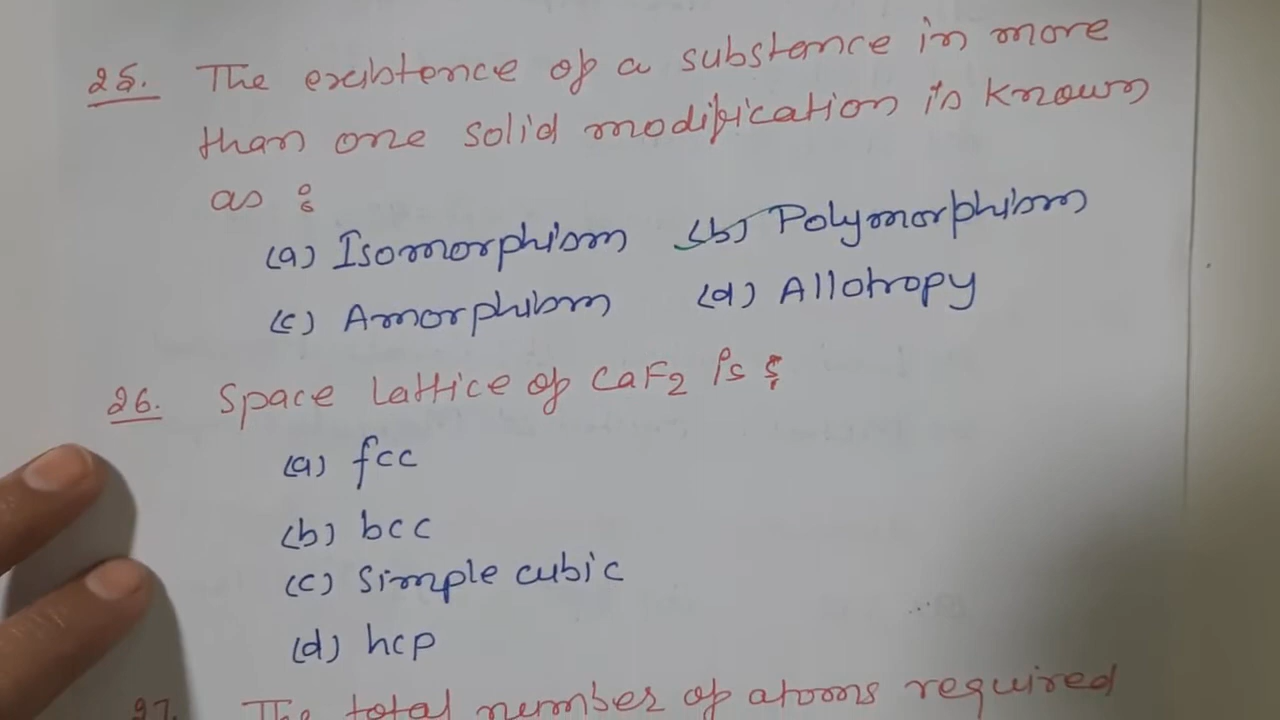 25. The existence of a substance in more
than one solid modification is known
as :
(a) Isomorphism (b) Polymorphism
(c) Amorphism (d) Allotropy
26. Space lattice of CaF2 is :
(a) fcc
(b) bcc
(c) Simple cubic
(d) hcp
27. The total number of atoms required